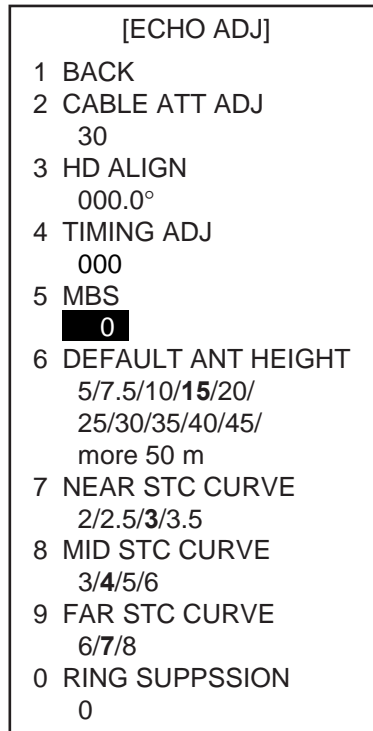 [ECHO ADJ]
1 BACK
2 CABLE ATT ADJ
30
3 HD ALIGN
000.0°
4 TIMING ADJ
000
5 MBS
0
6 DEFAULT ANT HEIGHT
5/7.5/10/15/20/
25/30/35/40/45/
more 50 m
7 NEAR STC CURVE
2/2.5/3/3.5
8 MID STC CURVE
3/4/5/6
9 FAR STC CURVE
6/7/8
0 RING SUPPSSION
0